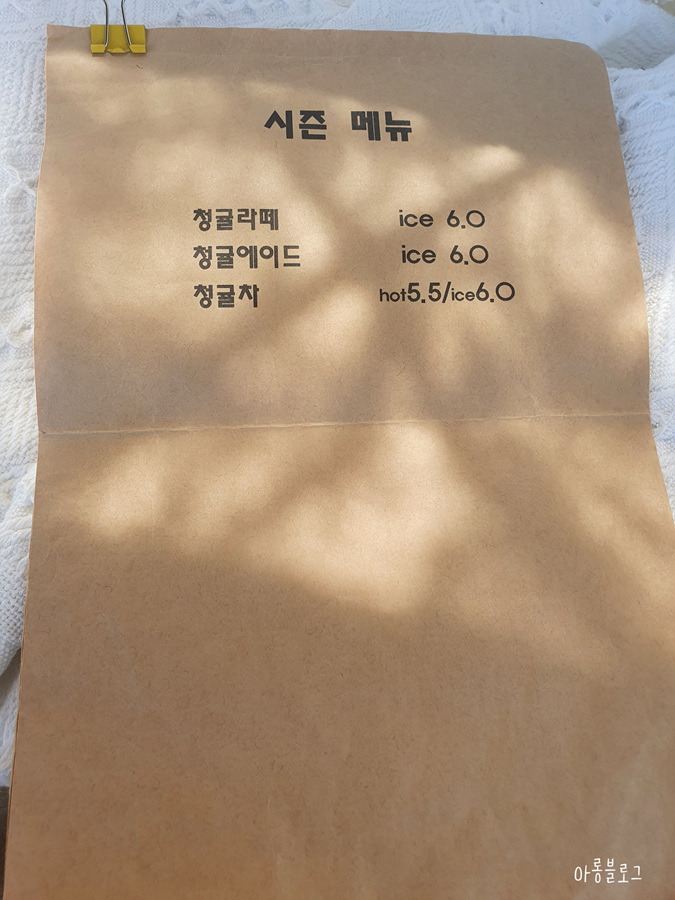 시즌 메뉴
청귤라떼 ice 6.0
청귤에이드 ice 6.0
청귤차 hot5.5/ice6.0
아롱블로그